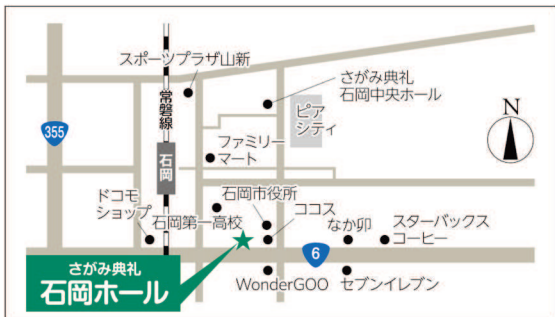 スポーツプラザ山新
さがみ典礼
石岡中央ホール
N
常磐線
355
ピア
シティ
ファミリー
マート
石岡
石岡市役所
ドコモ
ショップ
石岡第一高校
ココス
なか卯
スターバックス
コーヒー
6
さがみ典礼
石岡ホール
WonderGOO
セブンイレブン